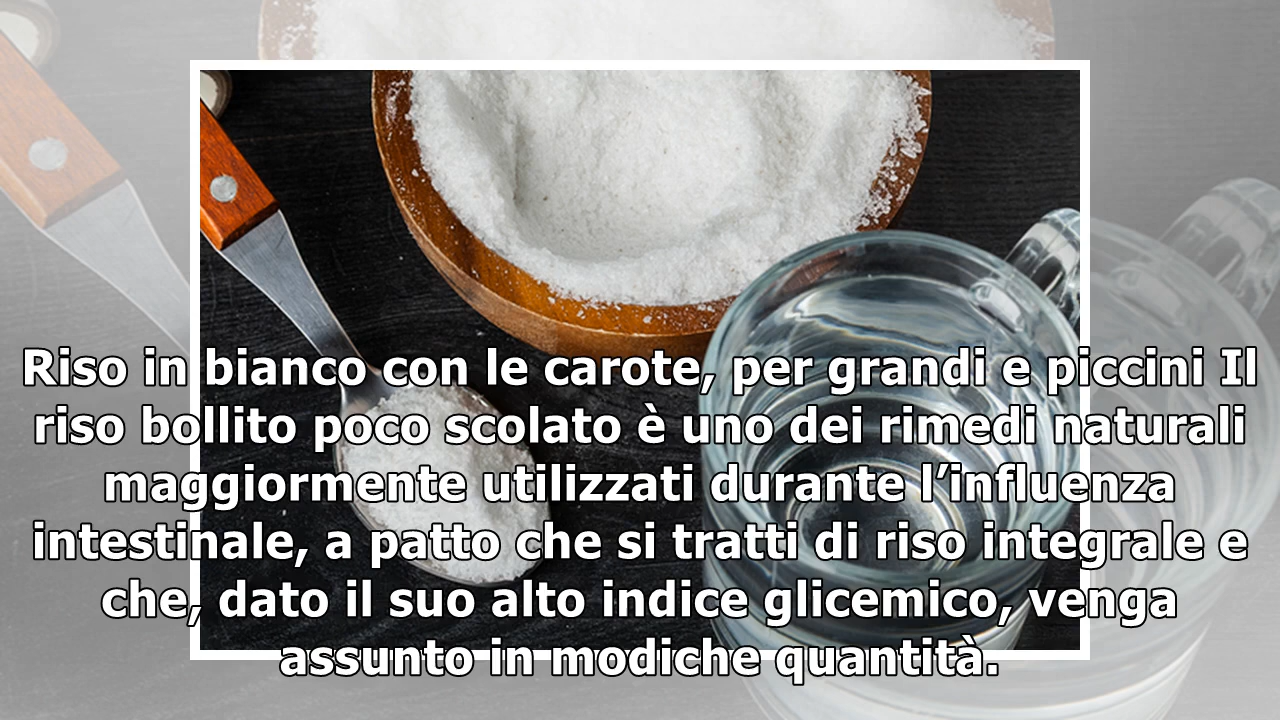 Riso in bianco con le carote, per grandi e piccini Il
riso bollito poco scolato è uno dei rimedi naturali
maggiormente utilizzati durante l’influenza
intestinale, a patto che si tratti di riso integrale e
che, dato il suo alto indice glicemico, venga
assunto in modiche quantità.